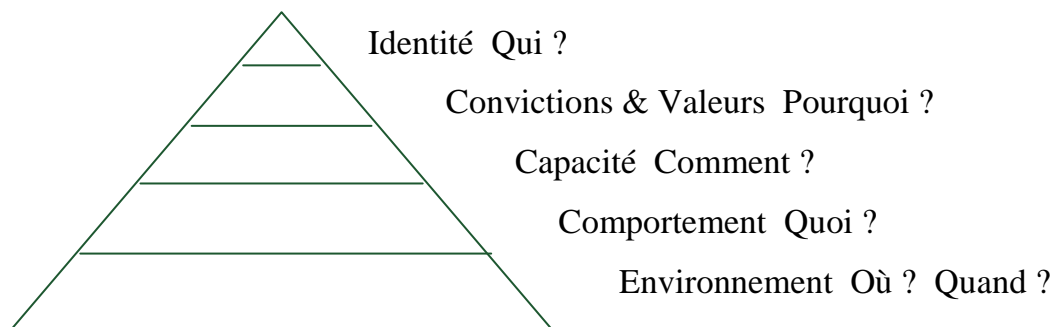 Identité Qui ?
Convictions & Valeurs Pourquoi ?
Capacité Comment ?
Comportement Quoi ?
Environnement Où ? Quand ?